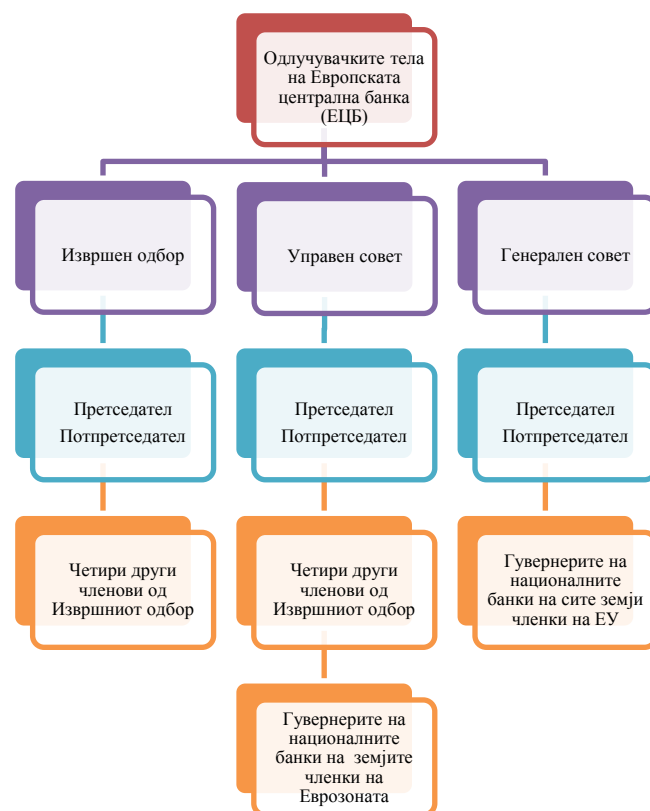 Одлучувачките тела
на Европската
централна банка
(ЕЦБ)
Извршен одбор
Управен совет
Генерален совет
Претседател
Потпретседател
Претседател
Потпретседател
Претседател
Потпретседател
Четири други
членови од
Извршниот одбор
Четири други
членови од
Извршниот одбор
Гувернерите на
националните
банки на сите земји
членки на ЕУ
Гувернерите на
националните
банки на земјите
членки на
Еврозоната